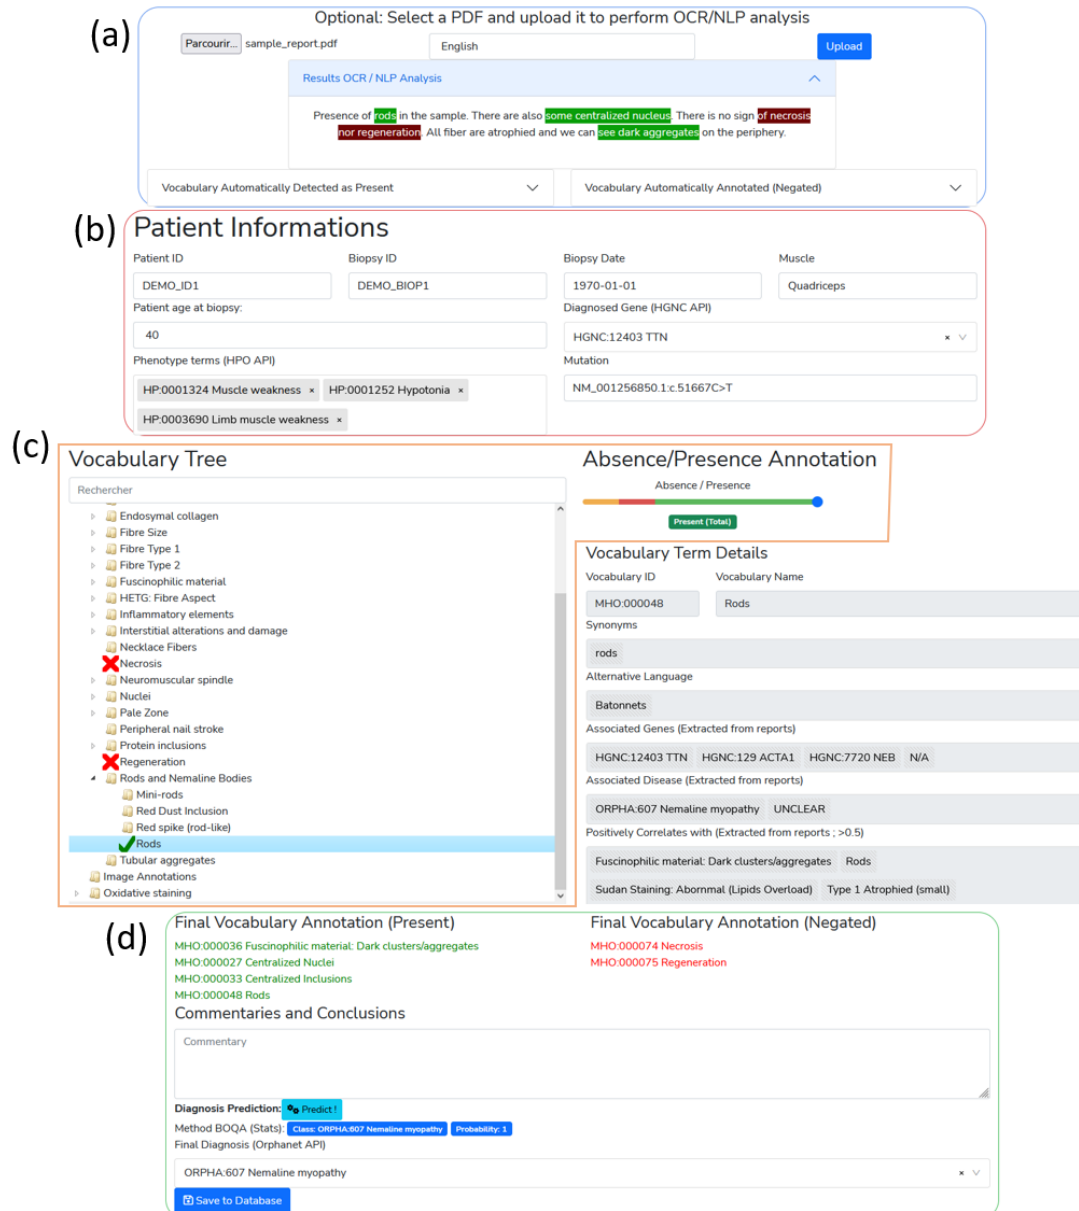 (a)
Optional: Select a PDF and upload it to perform OCR/NLP analysis
Parcourir... sample_report.pdf English Upload
Results OCR / NLP Analysis
Presence of rods in the sample. There are also some centralized nucleus. There is no sign of necrosis
nor regeneration. All fiber are atrophied and we can see dark aggregates on the periphery.
Vocabulary Automatically Detected as Present Vocabulary Automatically Annotated (Negated)
(b)
Patient Informations
Patient ID Biopsy ID Biopsy Date Muscle
DEMO_ID1 DEMO_BIOP1 1970-01-01 Quadriceps
Patient age at biopsy: Diagnosed Gene (HGNC API)
40 HGNC:12403 TTN ×
Phenotype terms (HPO API) Mutation
HP:0001324 Muscle weakness × HP:0001252 Hypotonia × NM_001256850.1:c.51667C>T
HP:0003690 Limb muscle weakness ×
(c)
Vocabulary Tree
Rechercher
Endosymal collagen
Fibre Size
Fibre Type 1
Fibre Type 2
Fuscinophilic material
HETG: Fibre Aspect
Inflammatory elements
Interstitial alterations and damage
Necklace Fibers
Necrosis
Neuromuscular spindle
Nuclei
Pale Zone
Peripheral nail stroke
Protein inclusions
Regeneration
Rods and Nemaline Bodies
Mini-rods
Red Dust Inclusion
Red spike (rod-like)
Rods
Tubular aggregates
Image Annotations
Oxidative staining
Absence/Presence Annotation
Absence / Presence
Present (Total)
Vocabulary Term Details
Vocabulary ID Vocabulary Name
MHO:000048 Rods
Synonyms
rods
Alternative Language
Batonnets
Associated Genes (Extracted from reports)
HGNC:12403 TTN HGNC:129 ACTA1 HGNC:7720 NEB N/A
Associated Disease (Extracted from reports)
ORPHA:607 Nemaline myopathy UNCLEAR
Positively Correlates with (Extracted from reports ; >0.5)
Fuscinophilic material: Dark clusters/aggregates Rods
Sudan Staining: Abornmal (Lipids Overload) Type 1 Atrophied (small)
(d)
Final Vocabulary Annotation (Present) Final Vocabulary Annotation (Negated)
MHO:000036 Fuscinophilic material: Dark clusters/aggregates MHO:000074 Necrosis
MHO:000027 Centralized Nuclei MHO:000075 Regeneration
MHO:000033 Centralized Inclusions
MHO:000048 Rods
Commentaries and Conclusions
Commentary
Diagnosis Prediction: Predict !
Method BOQA (Stats): Class: ORPHA:607 Nemaline myopathy Probability: 1
Final Diagnosis (Orphanet API)
ORPHA:607 Nemaline myopathy ×
Save to Database